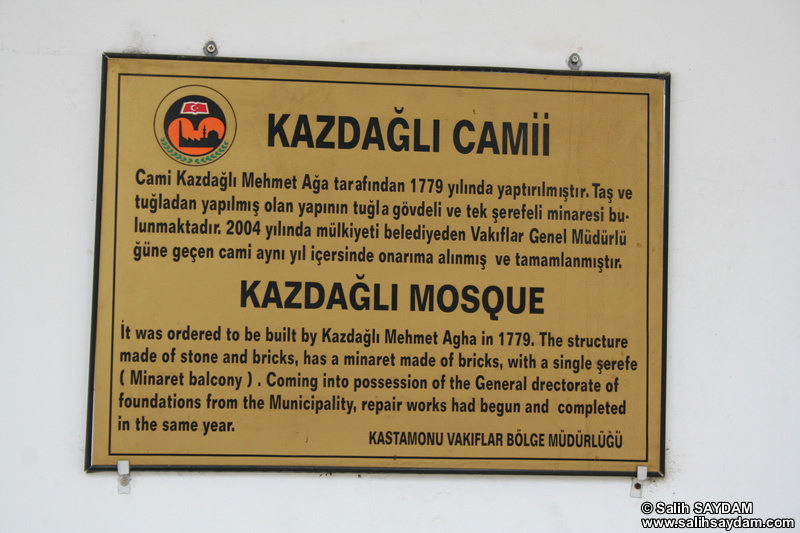 KAZDAĞLI CAMİİ
Cami Kazdağlı Mehmet Ağa tarafından 1779 yılında yaptırılmıştır. Taş ve
tuğladan yapılmış olan yapının tuğla gövdeli ve tek şerefeli minaresi bu-
lunmaktadır. 2004 yılında mülkiyeti belediyeden Vakıflar Genel Müdürlü
ğüne geçen cami aynı yıl içersinde onarıma alınmış ve tamamlanmıştır.
KAZDAĞLI MOSQUE
İt was ordered to be built by Kazdağlı Mehmet Agha in 1779. The structure
made of stone and bricks, has a minaret made of bricks, with a single şerefe
( Minaret balcony ) . Coming into possession of the General drectorate of
foundations from the Municipality, repair works had begun and completed
in the same year.
KASTAMONU VAKIFLAR BÖLGE MÜDÜRLÜĞÜ
© Salih SAYDAM
www.salihsaydam.com